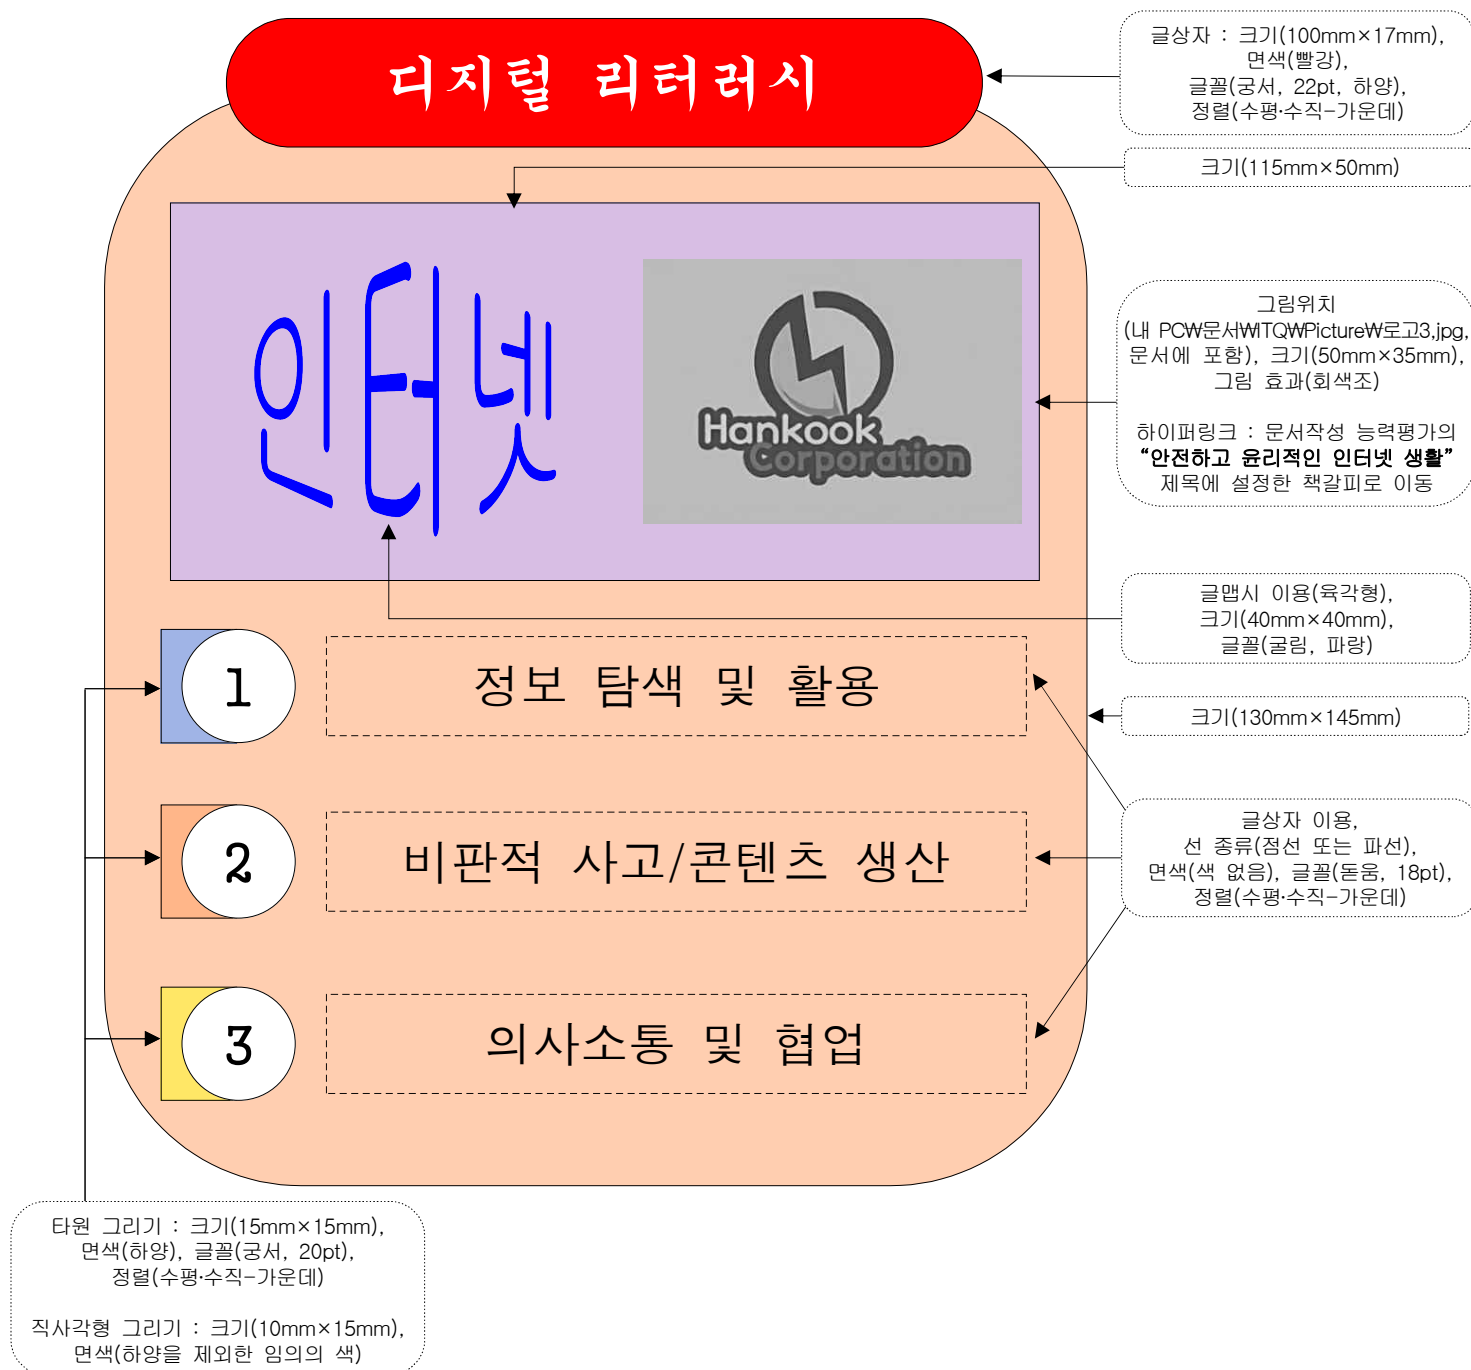 디지털 리터러시
글상자 : 크기(100mm×17mm),
면색(빨강),
글꼴(궁서, 22pt, 하양),
정렬(수평·수직-가운데)
크기(115mm×50mm)
인터넷
Hankook
Corporation
그림위치
(내 PC₩문서₩ITQ₩Picture₩로고3.jpg,
문서에 포함), 크기(50mm×35mm),
그림 효과(회색조)
하이퍼링크 : 문서작성 능력평가의
“안전하고 윤리적인 인터넷 생활”
제목에 설정한 책갈피로 이동
글맵시 이용(육각형),
크기(40mm×40mm),
글꼴(굴림, 파랑)
1
정보 탐색 및 활용
크기(130mm×145mm)
2
비판적 사고/콘텐츠 생산
글상자 이용,
선 종류(점선 또는 파선),
면색(색 없음), 글꼴(돋움, 18pt),
정렬(수평·수직-가운데)
3
의사소통 및 협업
타원 그리기 : 크기(15mm×15mm),
면색(하양), 글꼴(궁서, 20pt),
정렬(수평·수직-가운데)
직사각형 그리기 : 크기(10mm×15mm),
면색(하양을 제외한 임의의 색)